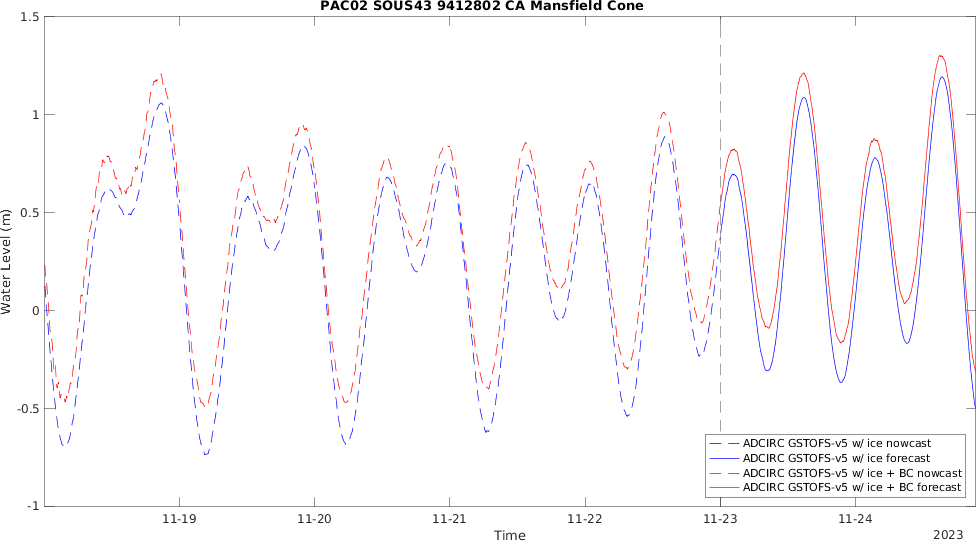 PAC02 SOUS43 9412802 CA Mansfield Cone
1.5
1
0.5
0
-0.5
-1
Water Level (m)
11-19
11-20
11-21
11-22
11-23
11-24
Time
2023
ADCIRC GSTOFS-v5 w/ ice nowcast
ADCIRC GSTOFS-v5 w/ ice forecast
ADCIRC GSTOFS-v5 w/ ice + BC nowcast
ADCIRC GSTOFS-v5 w/ ice + BC forecast